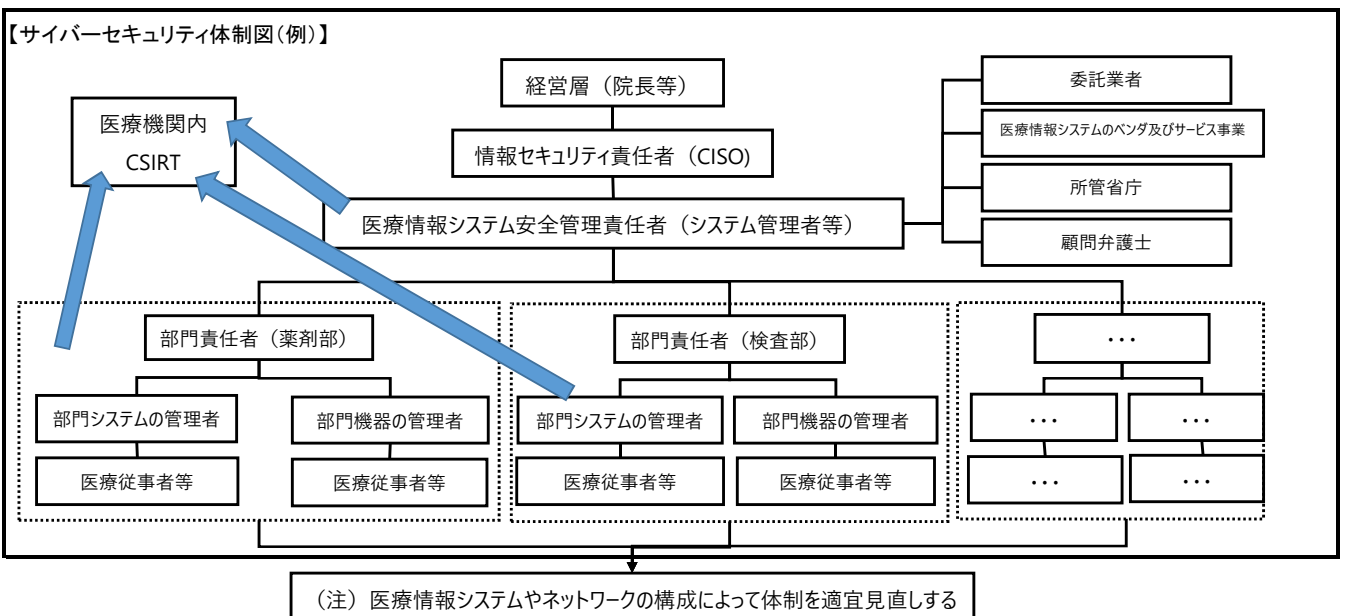 【サイバーセキュリティ体制図(例)】
経営層（院長等）
委託業者
医療機関内
CSIRT
医療情報システムのベンダ及びサービス事業
情報セキュリティ責任者（CISO)
所管省庁
医療情報システム安全管理責任者（システム管理者等）
顧問弁護士
部門責任者（薬剤部）
部門責任者（検査部）
・・・
部門システムの管理者
部門機器の管理者
部門システムの管理者
部門機器の管理者
・・・
・・・
医療従事者等
医療従事者等
医療従事者等
医療従事者等
・・・
・・・
（注）医療情報システムやネットワークの構成によって体制を適宜見直しする